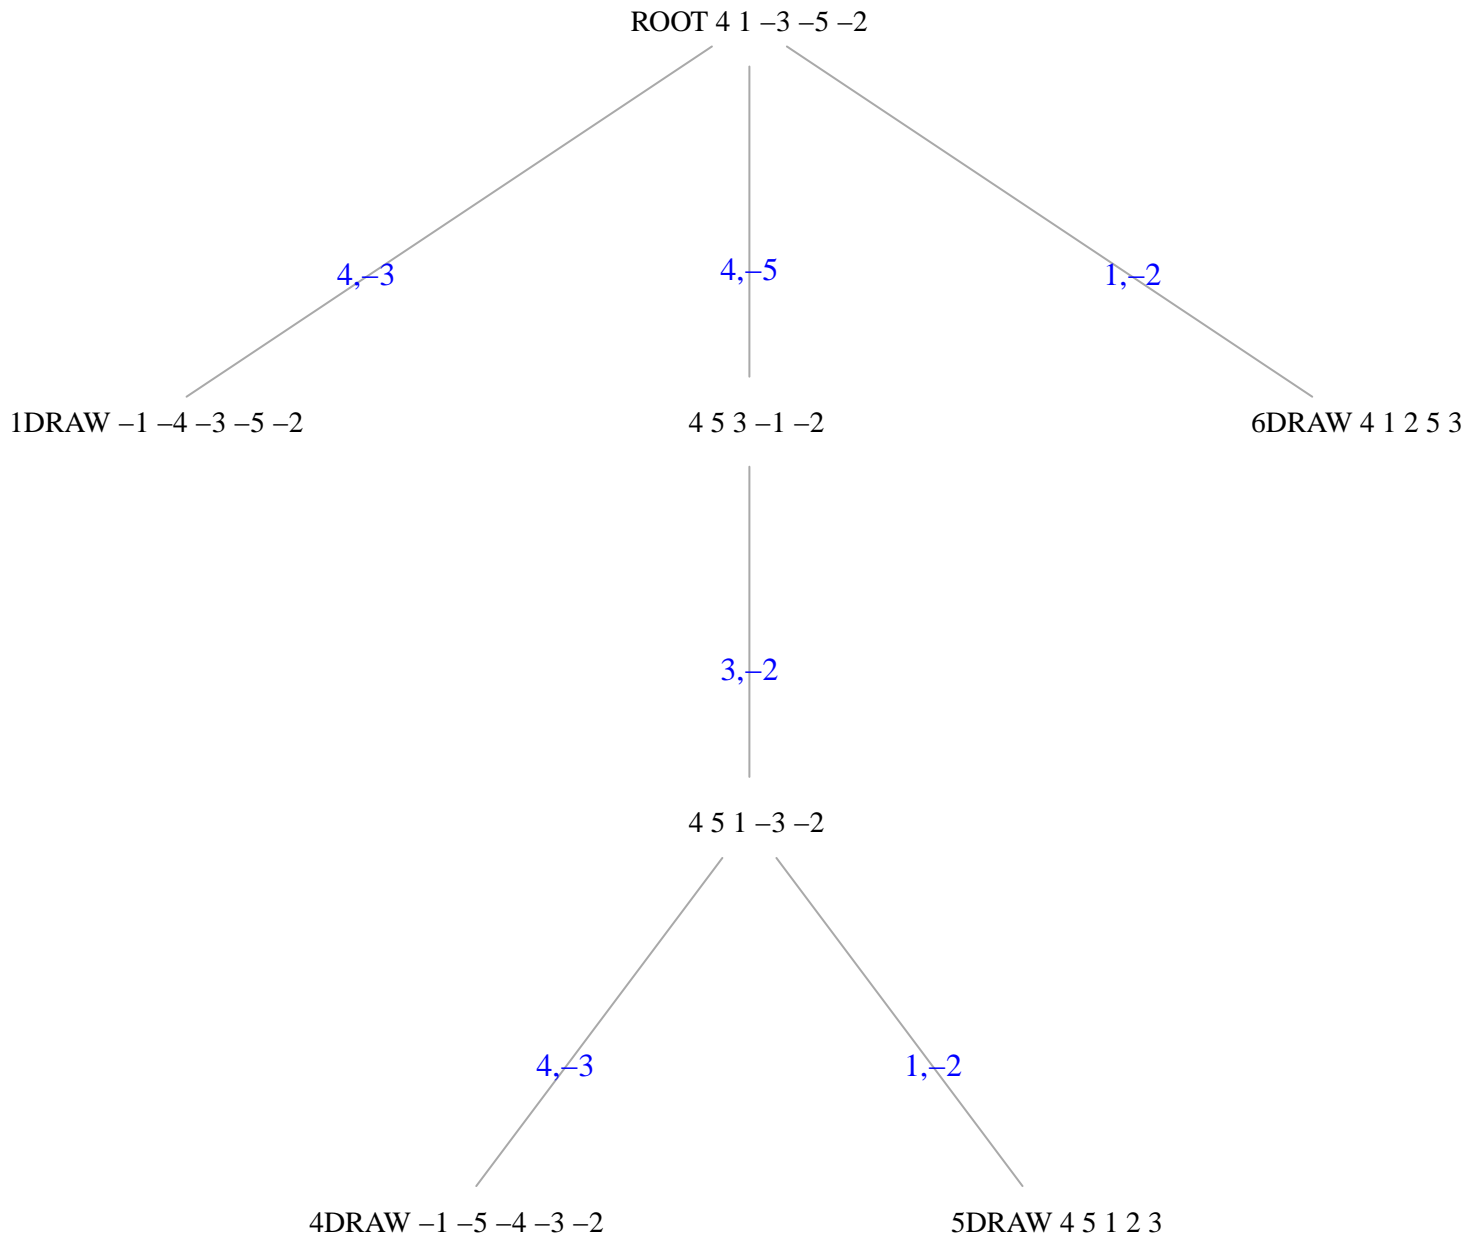 ROOT 4 1 –3 –5 –2
4,–3
4,–5
1,–2
1DRAW –1 –4 –3 –5 –2
4 5 3 –1 –2
6DRAW 4 1 2 5 3
3,–2
4 5 1 –3 –2
4,–3
1,–2
4DRAW –1 –5 –4 –3 –2
5DRAW 4 5 1 2 3